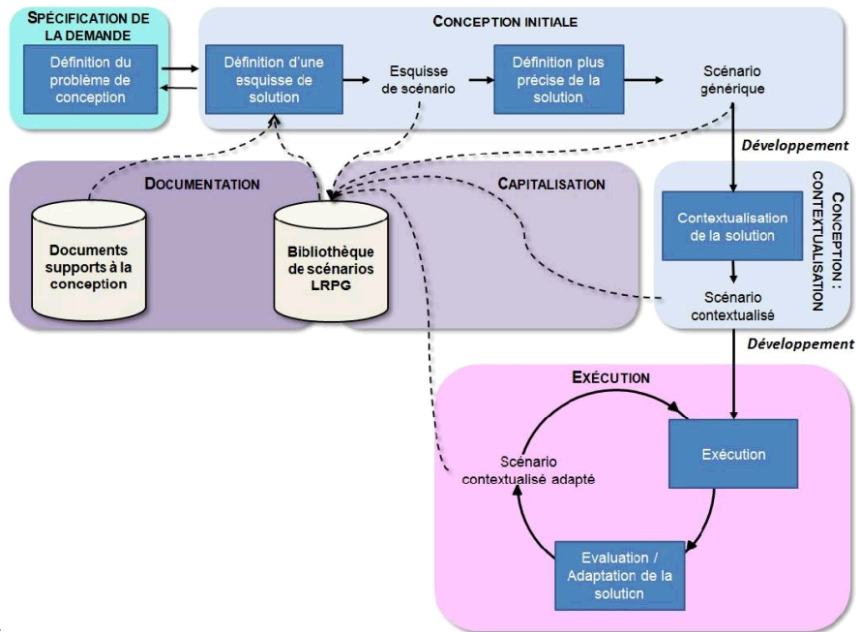 SPÉCIFICATION DE
LA DEMANDE
Définition du
problème de
conception
CONCEPTION INITIALE
Définition d'une
esquisse de
solution
Esquisse
de scénario
Définition plus
précise de la
solution
Scénario
générique
Développement
DOCUMENTATION
Documents
supports à la
conception
Bibliothèque
de scénarios
LRPG
CAPITALISATION
CONCEPTION :
CONTEXTUALISATION
Contextualisation
de la solution
Scénario
contextualisé
Développement
EXÉCUTION
Exécution
Scénario
contextualisé adapté
Evaluation /
Adaptation de la
solution